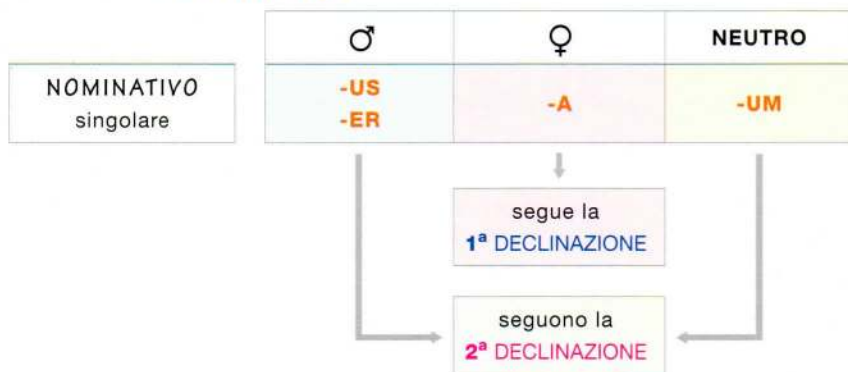 ♂ ♀ NEUTRO
NOMINATIVO
singolare
-US
-ER
-A
-UM
segue la
1ª DECLINAZIONE
seguono la
2ª DECLINAZIONE